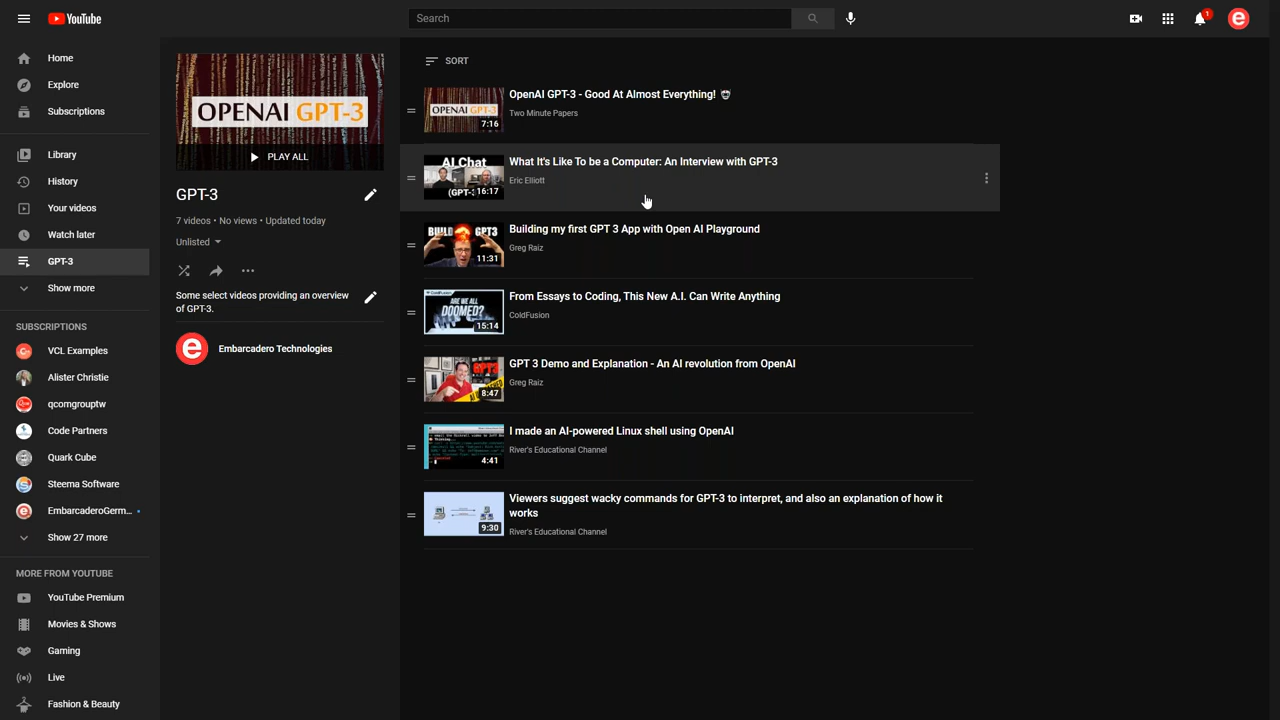 YouTube
Search
1
e
Home
Explore
Subscriptions
Library
History
Your videos
Watch later
GPT-3
Show more
SUBSCRIPTIONS
VCL Examples
Alister Christie
qcomgrouptw
Code Partners
Quark Cube
Steema Software
EmbarcaderoGerm...
Show 27 more
MORE FROM YOUTUBE
YouTube Premium
Movies & Shows
Gaming
Live
Fashion & Beauty
OPENAI GPT-3
PLAY ALL
GPT-3
7 videos • No views • Updated today
Unlisted
Some select videos providing an overview
of GPT-3.
e
Embarcadero Technologies
SORT
OPENAI GPT-3
7:16
OpenAI GPT-3 - Good At Almost Everything!
Two Minute Papers
AI Chat
(GPT-3
16:17
What It's Like To be a Computer: An Interview with GPT-3
Eric Elliott
BUILD GPT3
11:31
Building my first GPT 3 App with Open AI Playground
Greg Raiz
ColdFusion
ARE WE ALL
DOOMED?
15:14
From Essays to Coding, This New A.I. Can Write Anything
ColdFusion
GPT3
8:47
GPT 3 Demo and Explanation - An AI revolution from OpenAI
Greg Raiz
4:41
I made an AI-powered Linux shell using OpenAI
River's Educational Channel
9:30
Viewers suggest wacky commands for GPT-3 to interpret, and also an explanation of how it
works
River's Educational Channel